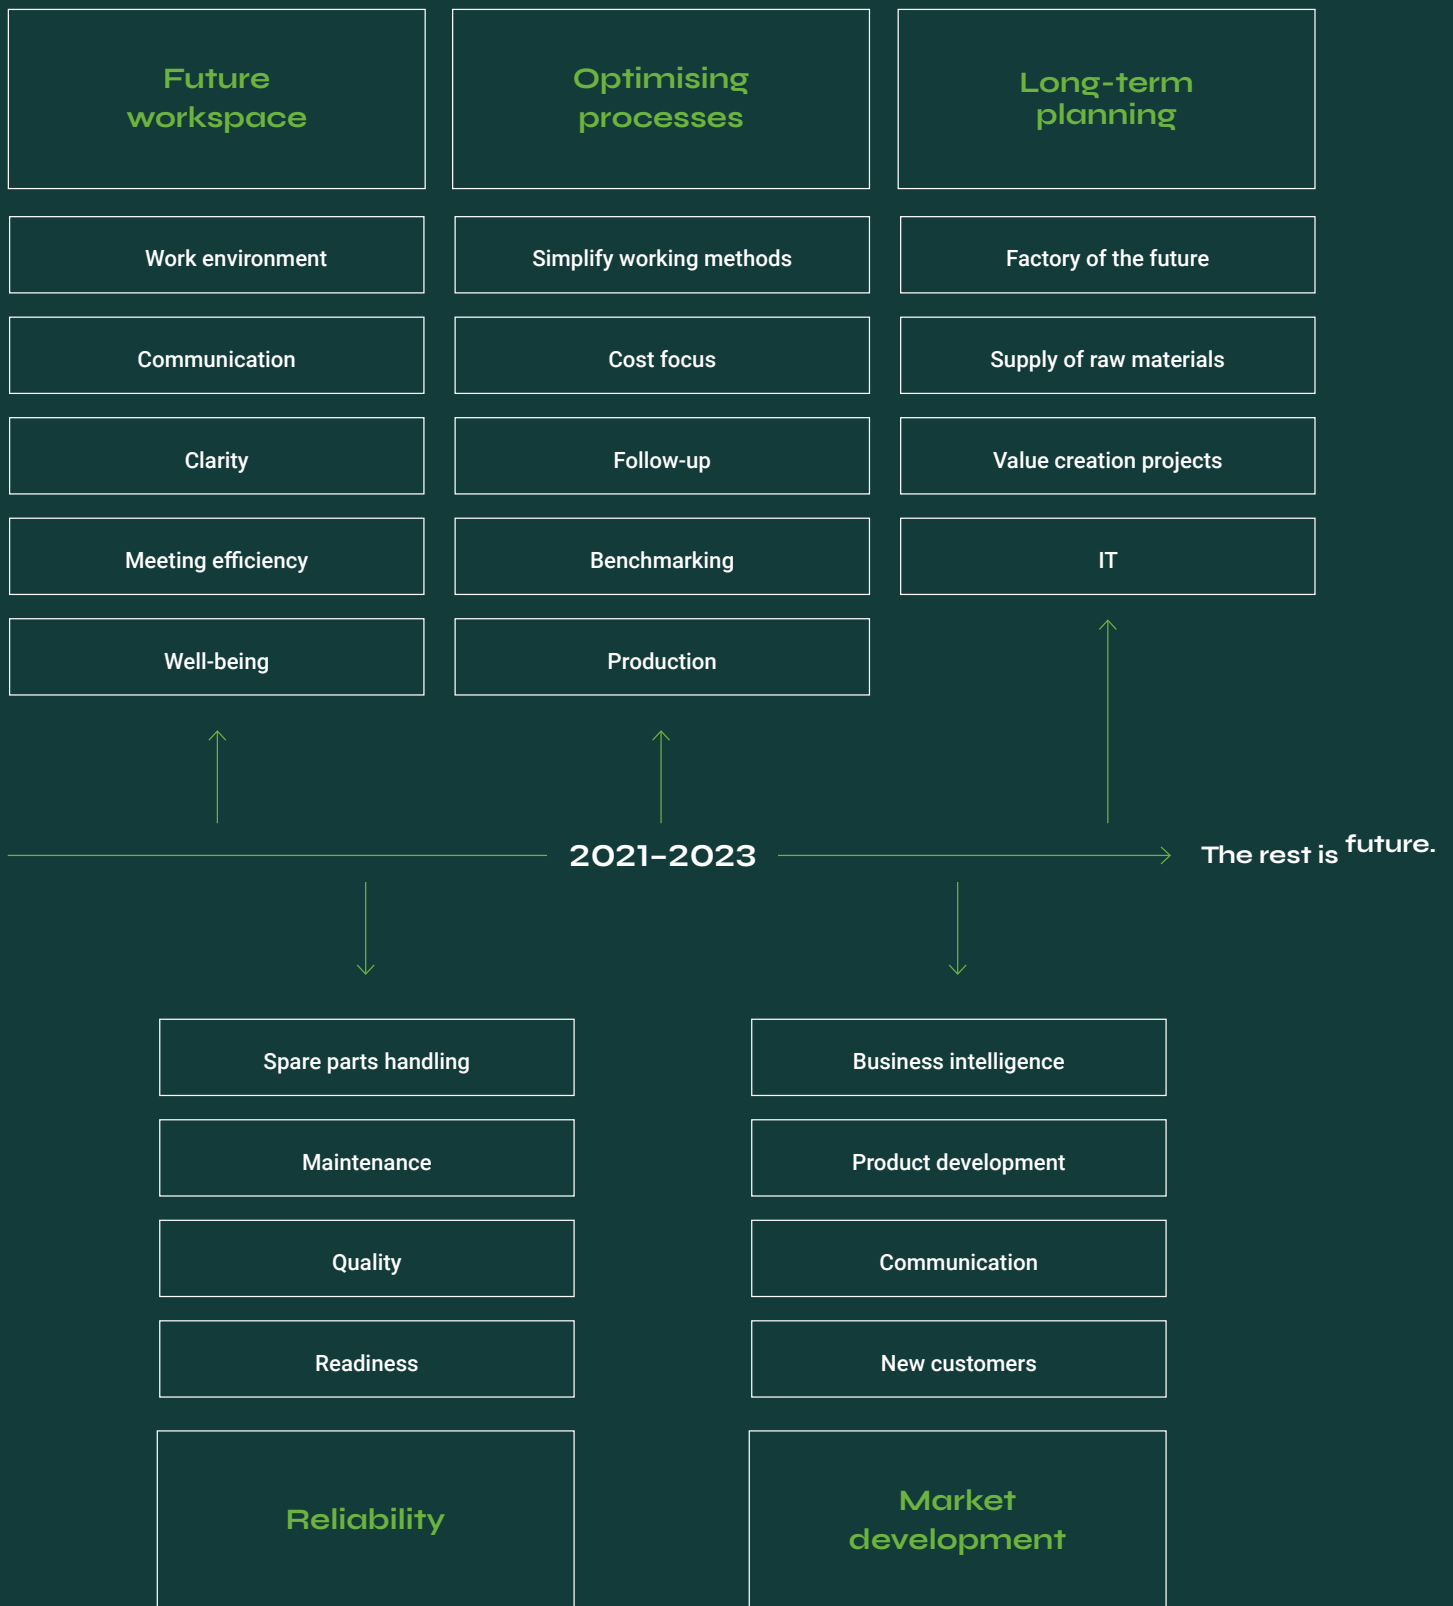 Future
workspace
Work environment
Communication
Clarity
Meeting efficiency
Well-being
Optimising
processes
Simplify working methods
Cost focus
Follow-up
Benchmarking
Production
Long-term
planning
Factory of the future
Supply of raw materials
Value creation projects
IT
2021–2023
The rest is future.
Spare parts handling
Maintenance
Quality
Readiness
Reliability
Business intelligence
Product development
Communication
New customers
Market
development